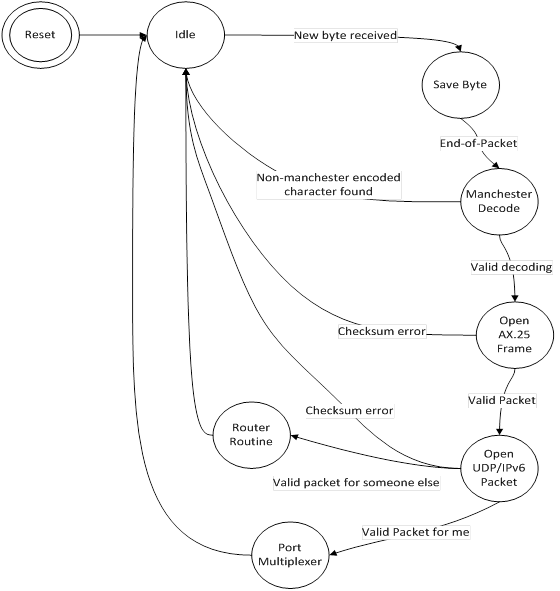 Reset
Idle
New byte received
Save Byte
End-of-Packet
Non-manchester encoded
character found
Manchester
Decode
Valid decoding
Open
AX.25
Frame
Checksum error
Valid Packet
Checksum error
Router
Routine
Open
UDP/IPv6
Packet
Valid packet for someone else
Valid Packet for me
Port
Multiplexer